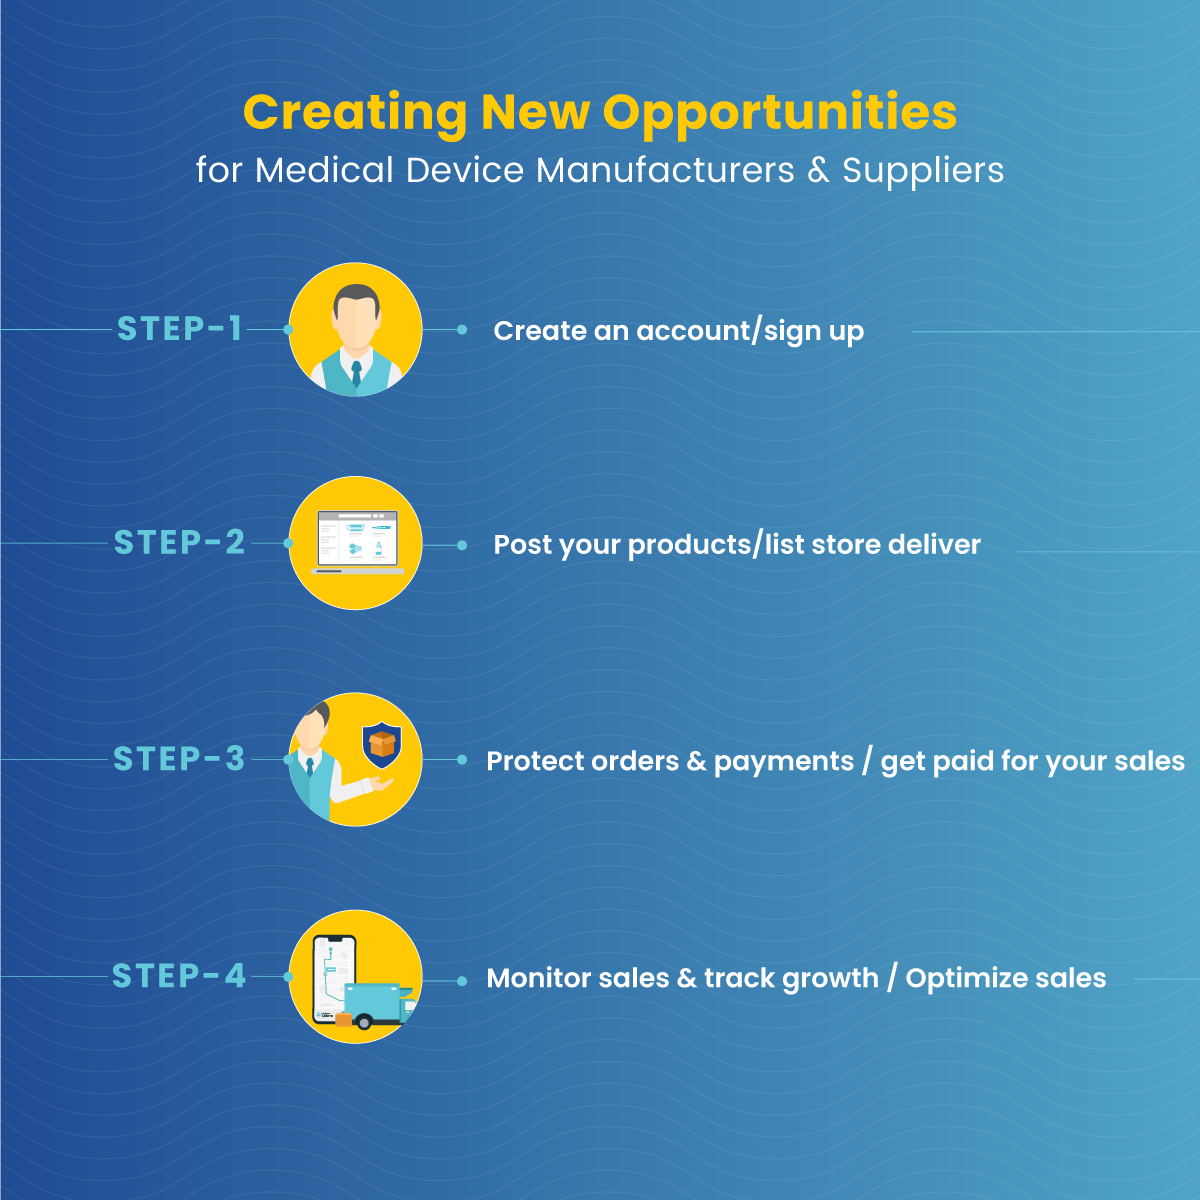 Creating New Opportunities
for Medical Device Manufacturers & Suppliers
STEP-1
Create an account/sign up
STEP-2
Post your products/list store deliver
STEP-3
Protect orders & payments / get paid for your sales
STEP-4
Monitor sales & track growth / Optimize sales